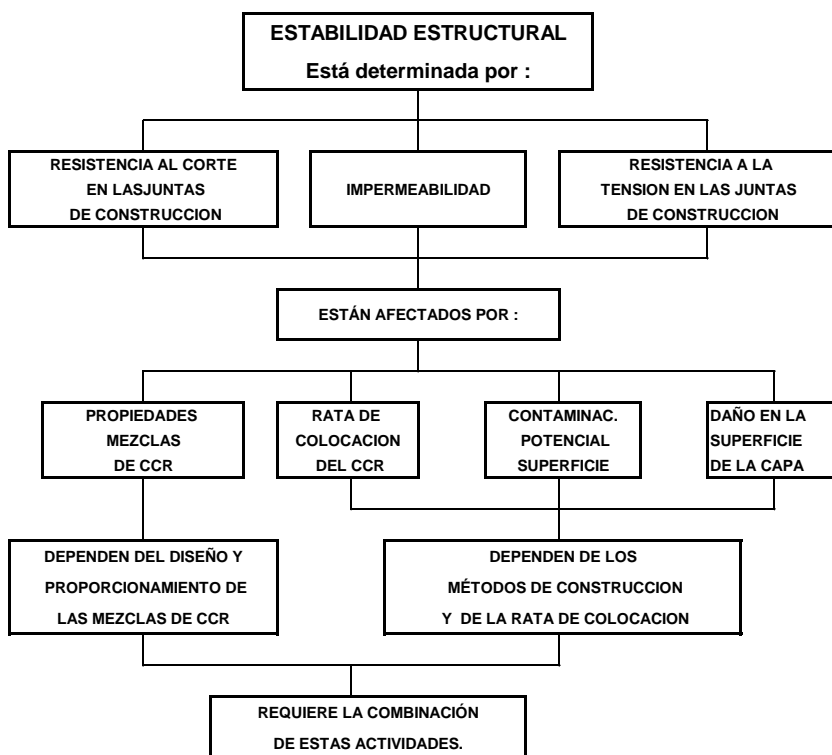 ESTABILIDAD ESTRUCTURAL
Está determinada por :
RESISTENCIA AL CORTE
EN LASJUNTAS
DE CONSTRUCCION
IMPERMEABILIDAD
RESISTENCIA A LA
TENSION EN LAS JUNTAS
DE CONSTRUCCION
ESTÁN AFECTADOS POR :
PROPIEDADES
MEZCLAS
DE CCR
RATA DE
COLOCACION
DEL CCR
CONTAMINAC.
POTENCIAL
SUPERFICIE
DAÑO EN LA
SUPERFICIE
DE LA CAPA
DEPENDEN DEL DISEÑO Y
PROPORCIONAMIENTO DE
LAS MEZCLAS DE CCR
DEPENDEN DE LOS
MÉTODOS DE CONSTRUCCION
Y DE LA RATA DE COLOCACION
REQUIERE LA COMBINACIÓN
DE ESTAS ACTIVIDADES.